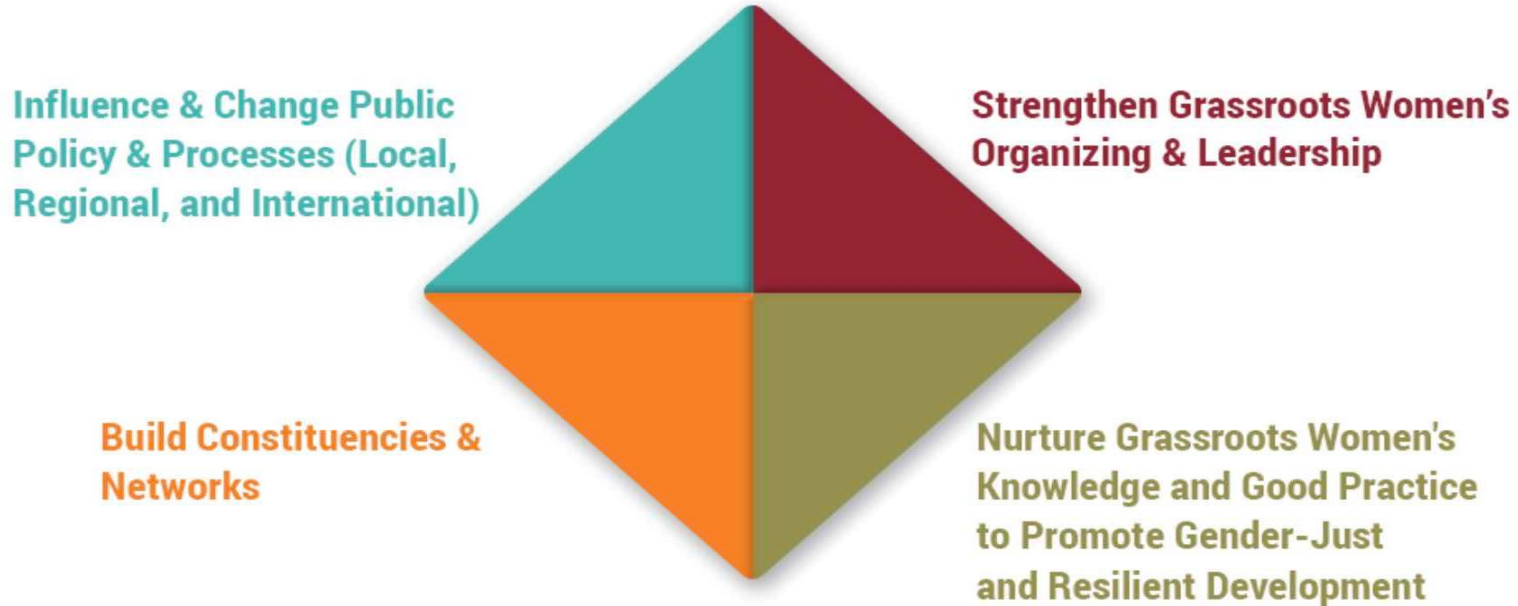 Influence & Change Public
Policy & Processes (Local,
Regional, and International)
Strengthen Grassroots Women’s
Organizing & Leadership
Build Constituencies &
Networks
Nurture Grassroots Women's
Knowledge and Good Practice
to Promote Gender-Just
and Resilient Development